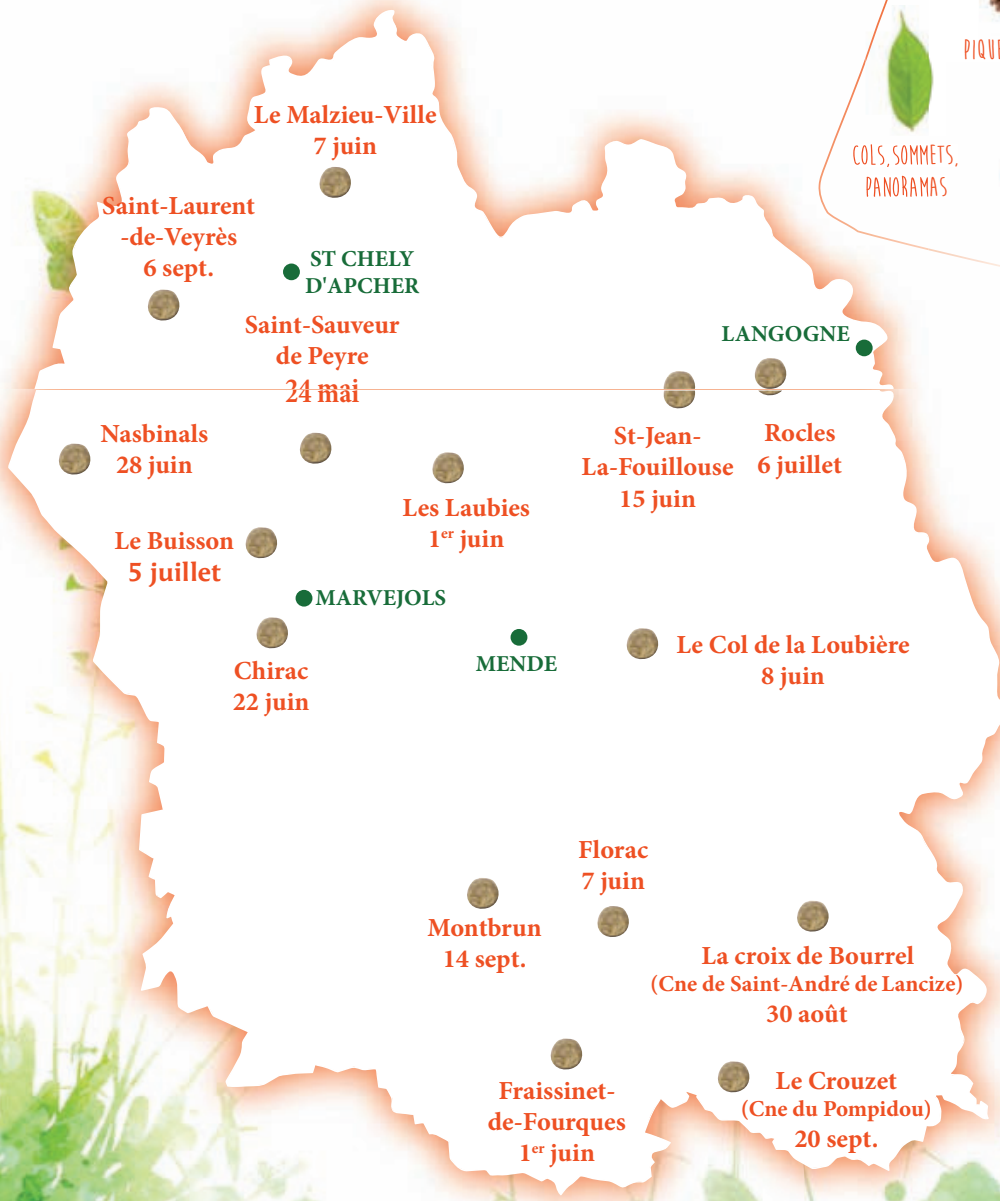 PIQUE
COLS, SOMMETS,
PANORAMAS
Le Malzieu-Ville
7 juin
Saint-Laurent
-de-Veyrès
6 sept.
ST CHELY
D'APCHER
Saint-Sauveur
de Peyre
24 mai
LANGOGNE
Nasbinals
28 juin
St-Jean-
La-Fouillouse
15 juin
Rocles
6 juillet
Les Laubies
1er juin
Le Buisson
5 juillet
MARVEJOLS
Chirac
22 juin
MENDE
Le Col de la Loubière
8 juin
Florac
7 juin
Montbrun
14 sept.
La croix de Bourrel
(Cne de Saint-André de Lancize)
30 août
Fraissinet-
de-Fourques
1er juin
Le Crouzet
(Cne du Pompidou)
20 sept.